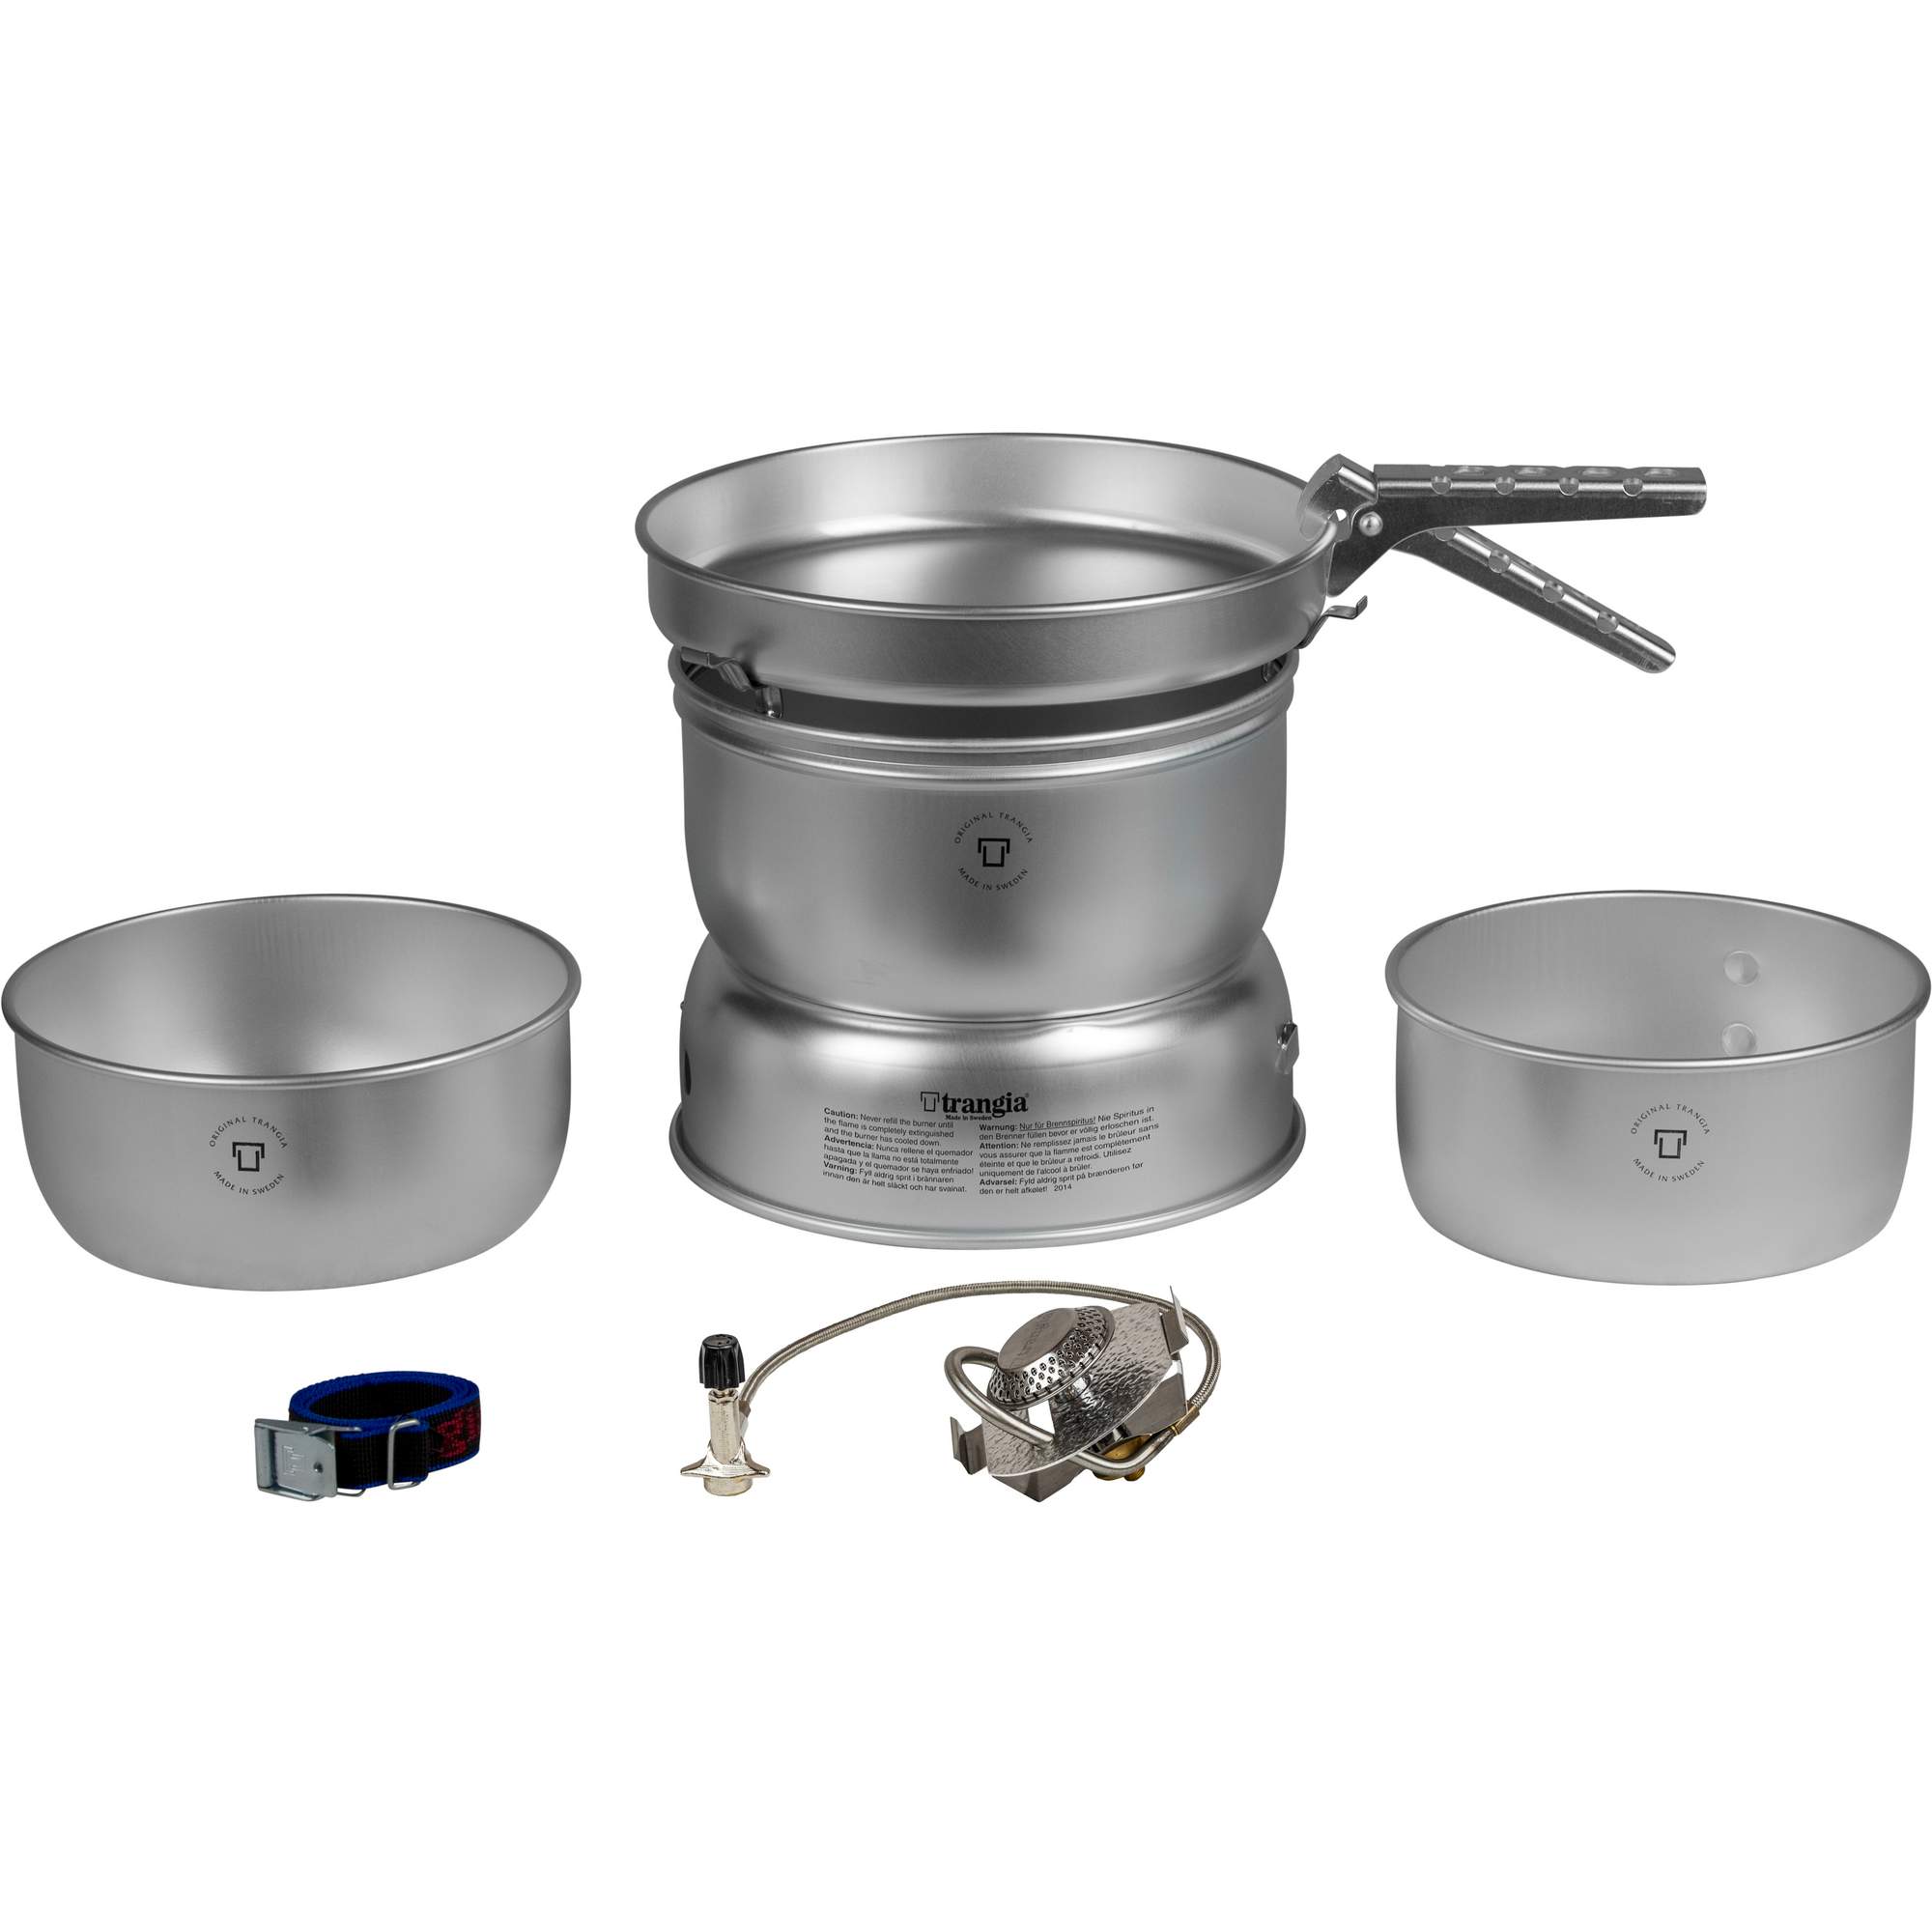 ORIGINAL TRANGIA
MADE IN SWEDEN
ORIGINAL TRANGIA
MADE IN SWEDEN
ORIGINAL TRANGIA
MADE IN SWEDEN
trangia
Made in Sweden
Caution: Never refill the burner until
the flame is completely extinguished
and the burner has cooled down.
Advertencia: Nunca rellene el quemador
hasta que la llama no está totalmente
apagada y el quemador se haya enfriado!
Varning: Fyll aldrig sprit i brännaren
innan den är helt släckt och har svalnat.
Warnung: Nur für Brennspiritus! Nie Spiritus in
den Brenner füllen bevor er völlig erloschen ist.
Attention: Ne remplissez jamais le brûleur sans
vous assurer que la flamme est complètement
éteinte et que le brûleur a refroidi. Utilisez
uniquement de l'alcool à brûler.
Advarsel: Fyld aldrig sprit på brænderen før
den er helt afkølet! 2014